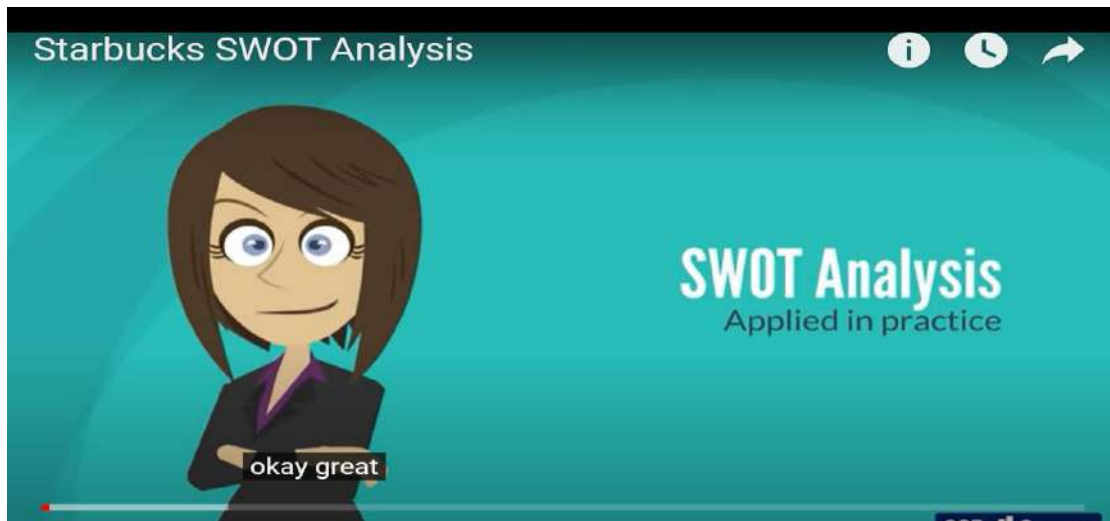 Starbucks SWOT Analysis
SWOT Analysis
Applied in practice
okay great